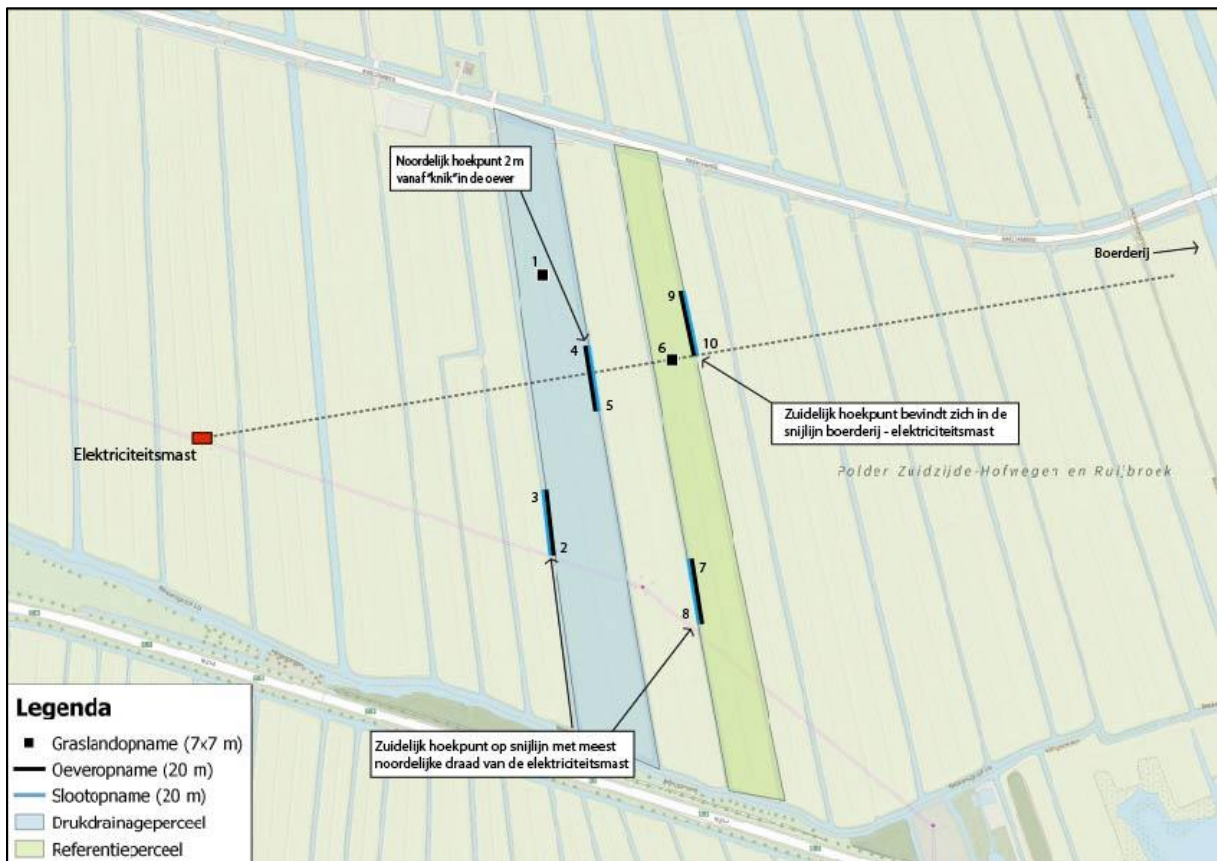 Noordelijk hoekpunt 2 m
vanaf "knik" in de oever
Boerderij
1
9
4
6
10
5
Zuidelijk hoekpunt bevindt zich in de
snijlijn boerderij - elektriciteitsmast
Elektriciteitsmast
Polder Zuidzijde-Hofwegen en Ruijbroek
3
2
7
8
Zuidelijk hoekpunt op snijlijn met meest
noordelijke draad van de elektriciteitsmast
Legenda
Graslandopname (7x7 m)
Oeveropname (20 m)
Slootopname (20 m)
Drukdrainageperceel
Referentieperceel